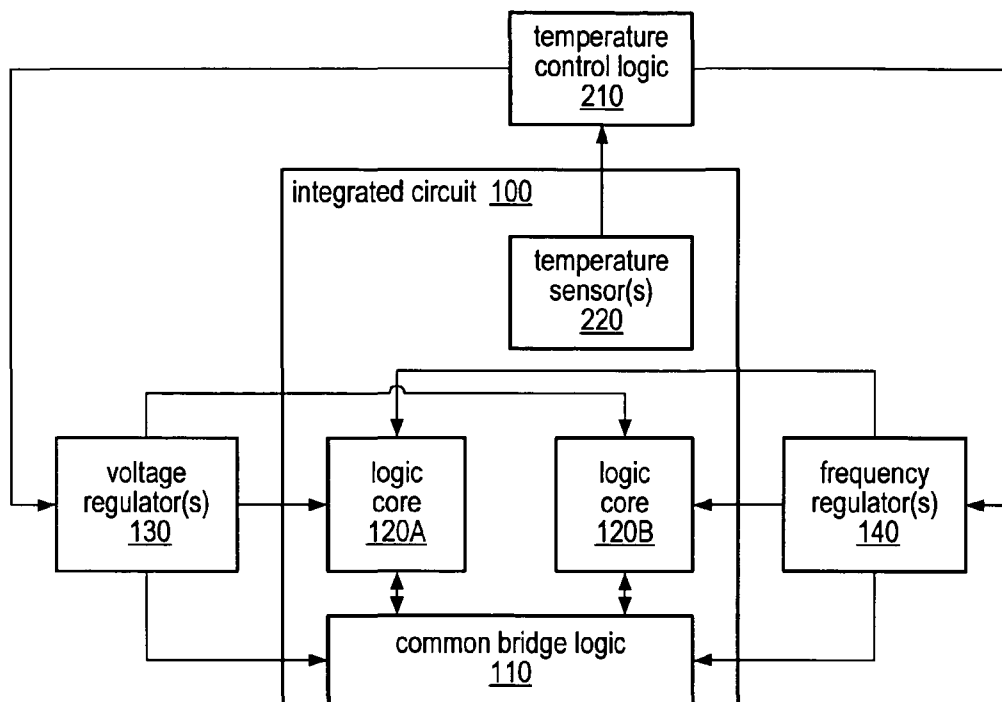 temperature
control logic
210
integrated circuit 100
temperature
sensor(s)
220
voltage
regulator(s)
130
logic
core
120A
logic
core
120B
frequency
regulator(s)
140
common bridge logic
110